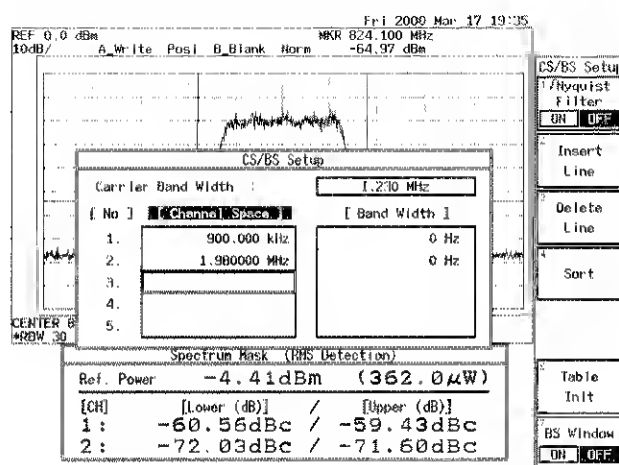 Fri 2000 Mar 17 19:35
REF 0.0 dBm MKR 824.100 MHz
10dB/ A_Write Posi B_Blank Norm -64.97 dBm
CS/BS Setup
Carrier Band Width : 1.230 MHz
[ No ] [ Channel Space ] [ Band Width ]
1. 900.000 kHz 0 Hz
2. 1.980000 MHz 0 Hz
3.
4.
5.
CENTER 8
*RBW 30
Spectrum Mask (RMS Detection)
Ref. Power -4.41dBm (362.0μW)
[CH] [Lower (dB)] / [Upper (dB)]
1: -60.56dBc / -59.43dBc
2: -72.03dBc / -71.60dBc
CS/BS Setup
1 /Nyquist
Filter
ON OFF
Insert
Line
Delete
Line
4
Sort
Table
Init
BS Window
ON OFF